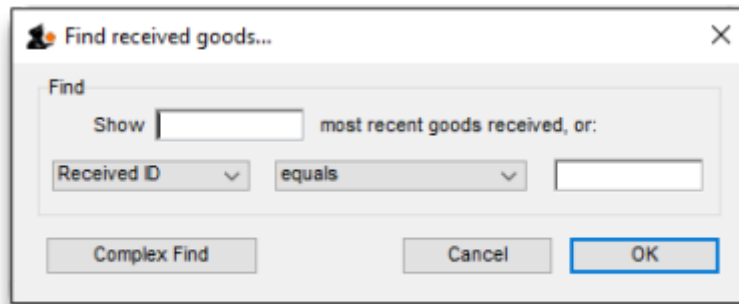 Find received goods...
Find
Show most recent goods received, or:
Received ID equals
Complex Find Cancel OK